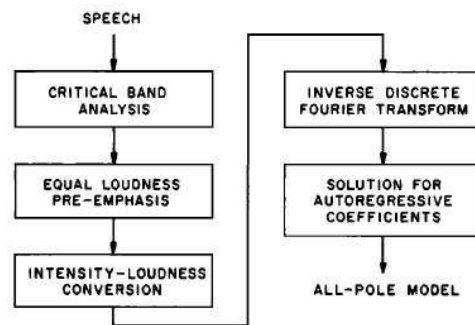 SPEECH
CRITICAL BAND
ANALYSIS
EQUAL LOUDNESS
PRE-EMPHASIS
INTENSITY-LOUDNESS
CONVERSION
INVERSE DISCRETE
FOURIER TRANSFORM
SOLUTION FOR
AUTOREGRESSIVE
COEFFICIENTS
ALL-POLE MODEL